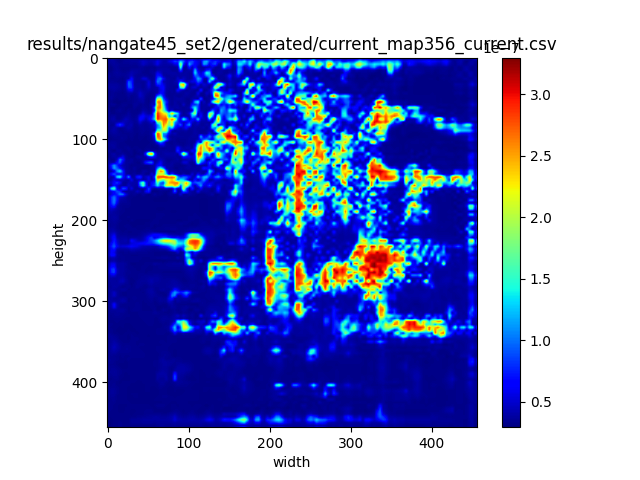 results/nangate45_set2/generated/current_map356_current.csv
1e−7
0
100
200
300
400
height
0 100 200 300 400
width
3.0
2.5
2.0
1.5
1.0
0.5